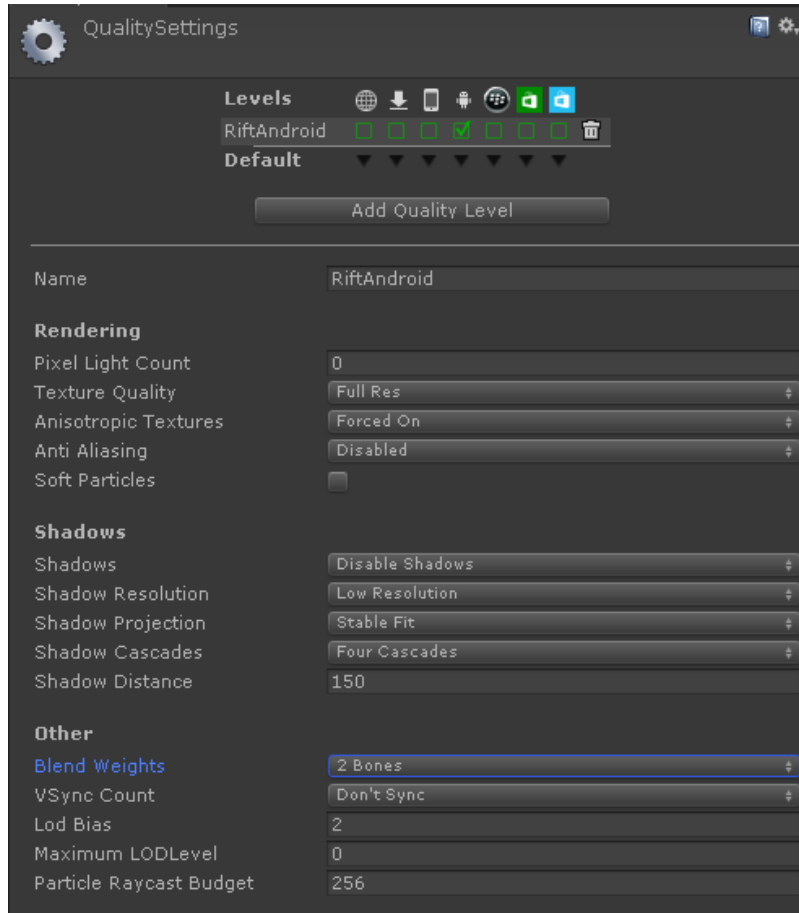 QualitySettings
Levels
RiftAndroid
Default
Add Quality Level
Name RiftAndroid
Rendering
Pixel Light Count 0
Texture Quality Full Res
Anisotropic Textures Forced On
Anti Aliasing Disabled
Soft Particles
Shadows
Shadows Disable Shadows
Shadow Resolution Low Resolution
Shadow Projection Stable Fit
Shadow Cascades Four Cascades
Shadow Distance 150
Other
Blend Weights 2 Bones
VSync Count Don't Sync
Lod Bias 2
Maximum LODLevel 0
Particle Raycast Budget 256